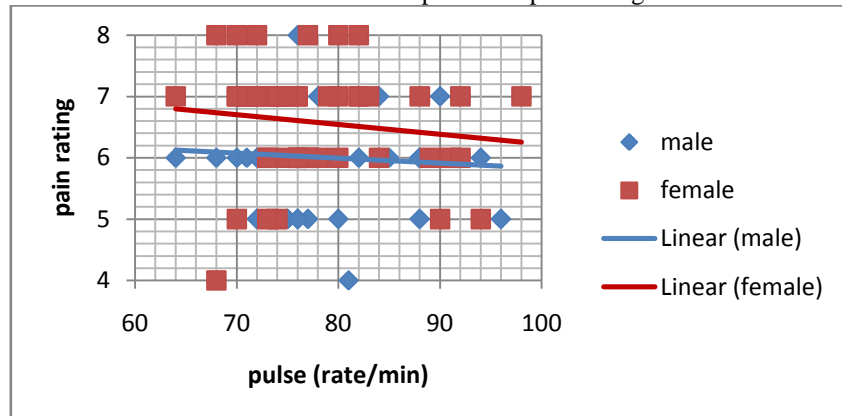 8
7
6
5
4
pain rating
60 70 80 90 100
pulse (rate/min)
male
female
Linear (male)
Linear (female)